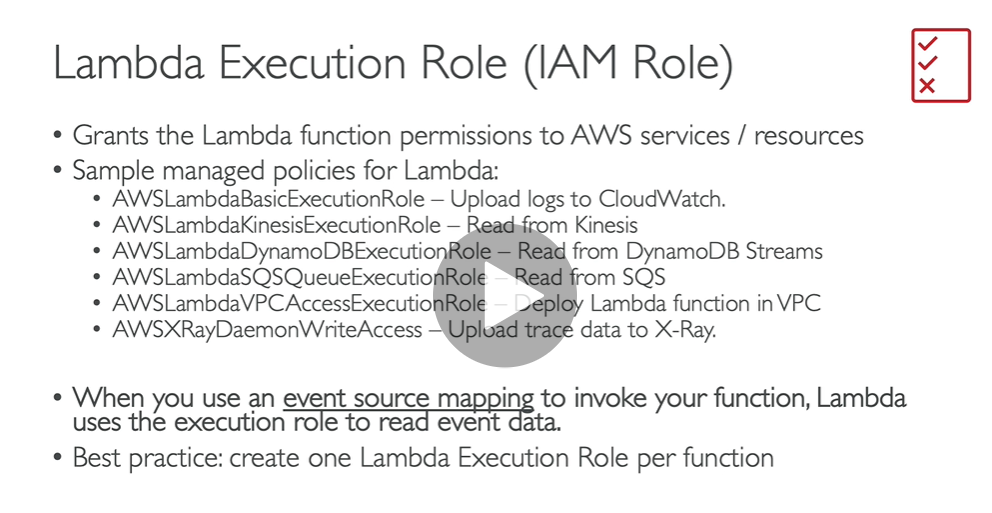 Lambda Execution Role (IAM Role)
• Grants the Lambda function permissions to AWS services / resources
• Sample managed policies for Lambda:
• AWSLambdaBasicExecutionRole – Upload logs to CloudWatch.
• AWSLambdaKinesisExecutionRole – Read from Kinesis
• AWSLambdaDynamoDBExecutionRole – Read from DynamoDB Streams
• AWSLambdaSQSQueueExecutionRole – Read from SQS
• AWSLambdaVPCAccessExecutionRole – Deploy Lambda function in VPC
• AWSXRayDaemonWriteAccess – Upload trace data to X-Ray.
• When you use an event source mapping to invoke your function, Lambda
uses the execution role to read event data.
• Best practice: create one Lambda Execution Role per function